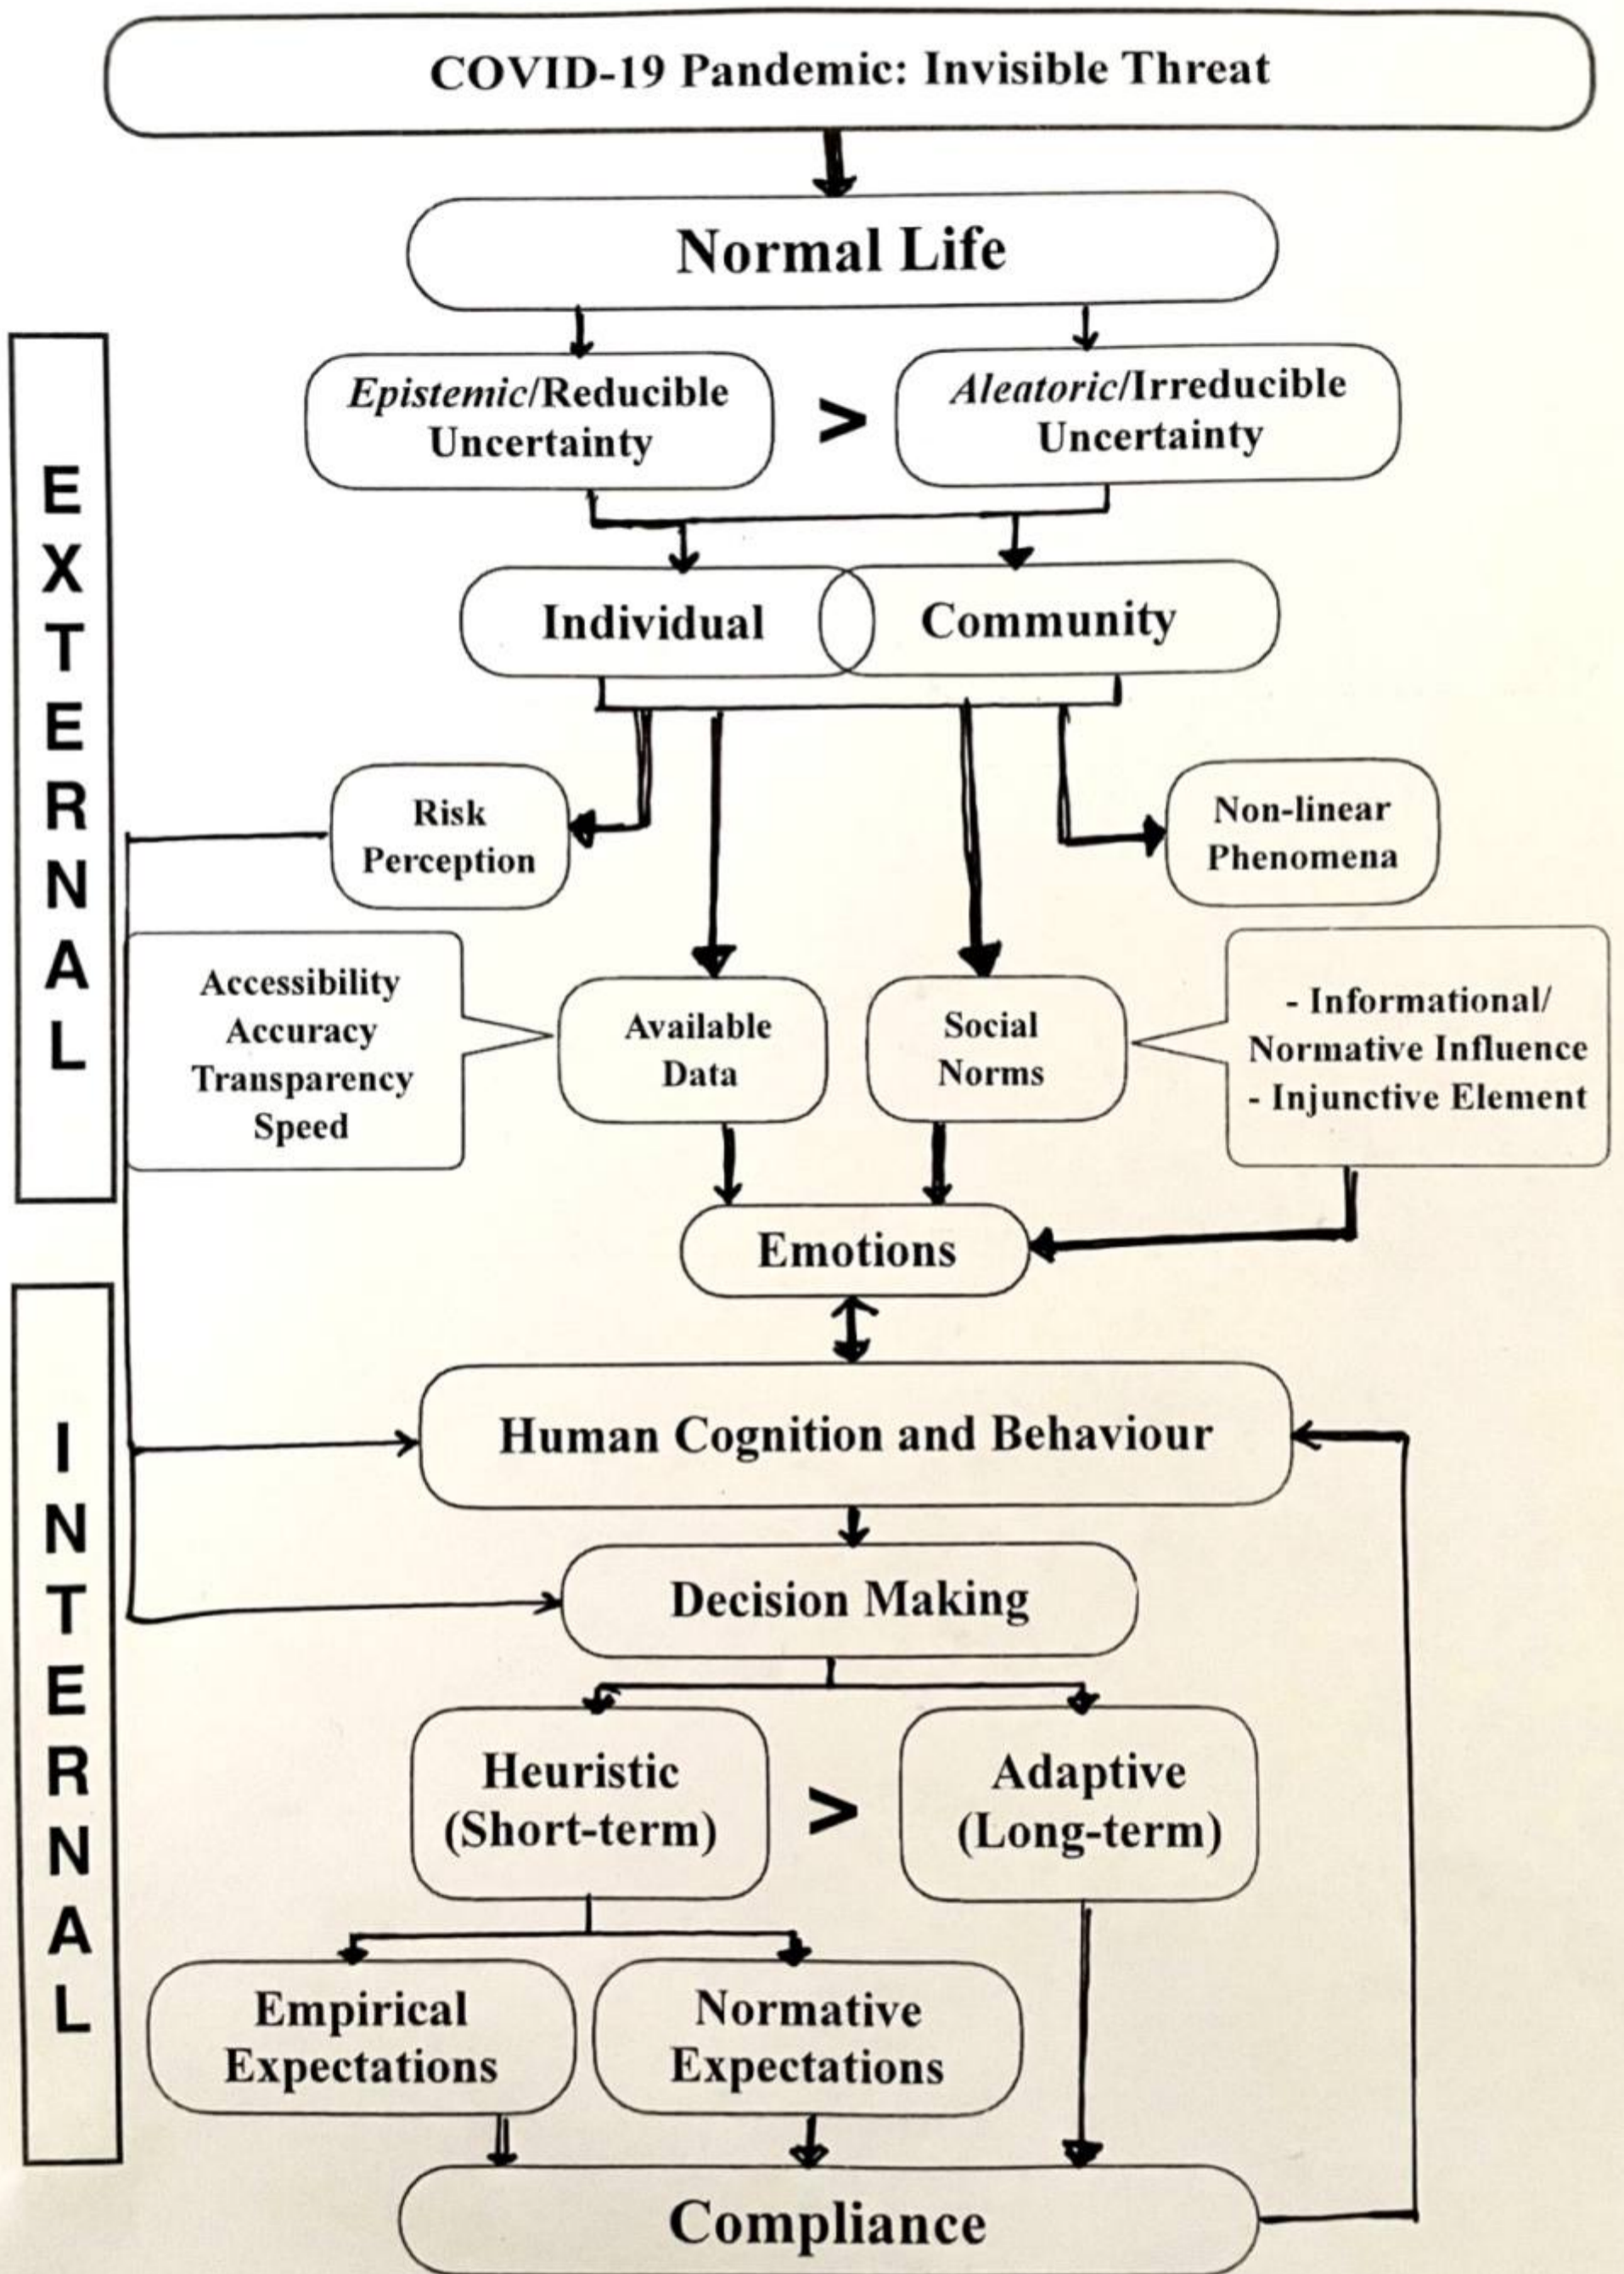 COVID-19 Pandemic: Invisible Threat
Normal Life
EXTERNAL
Epistemic/Reducible
Uncertainty
>
Aleatoric/Irreducible
Uncertainty
Individual
Community
Risk
Perception
Non-linear
Phenomena
Accessibility
Accuracy
Transparency
Speed
Available
Data
Social
Norms
- Informational/
Normative Influence
- Injunctive Element
Emotions
INTERNAL
Human Cognition and Behaviour
Decision Making
Heuristic
(Short-term)
>
Adaptive
(Long-term)
Empirical
Expectations
Normative
Expectations
Compliance